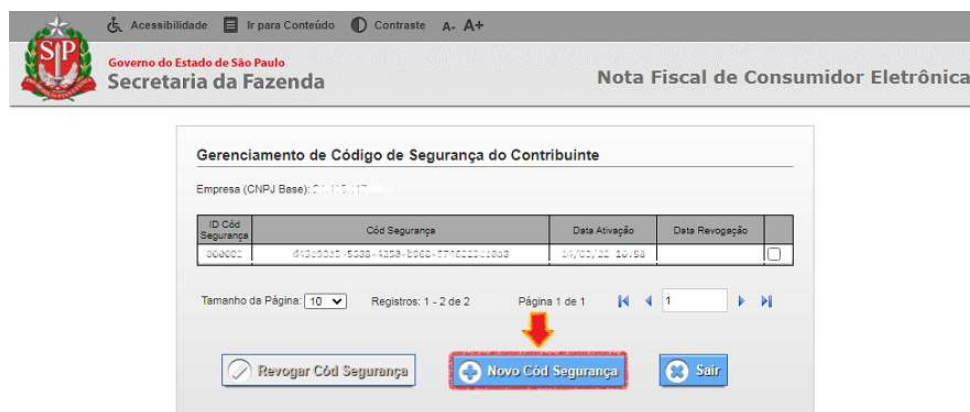 Acessibilidade Ir para Conteúdo Contraste A- A+
SP
Governo do Estado de São Paulo
Secretaria da Fazenda
Nota Fiscal de Consumidor Eletrônica
Gerenciamento de Código de Segurança do Contribuinte
Empresa (CNPJ Base):
ID Cód Segurança Cód Segurança Data Ativação Data Revogação
Tamanho da Página: 10 Registros: 1 - 2 de 2 Página 1 de 1 1
Revogar Cód Segurança Novo Cód Segurança Sair